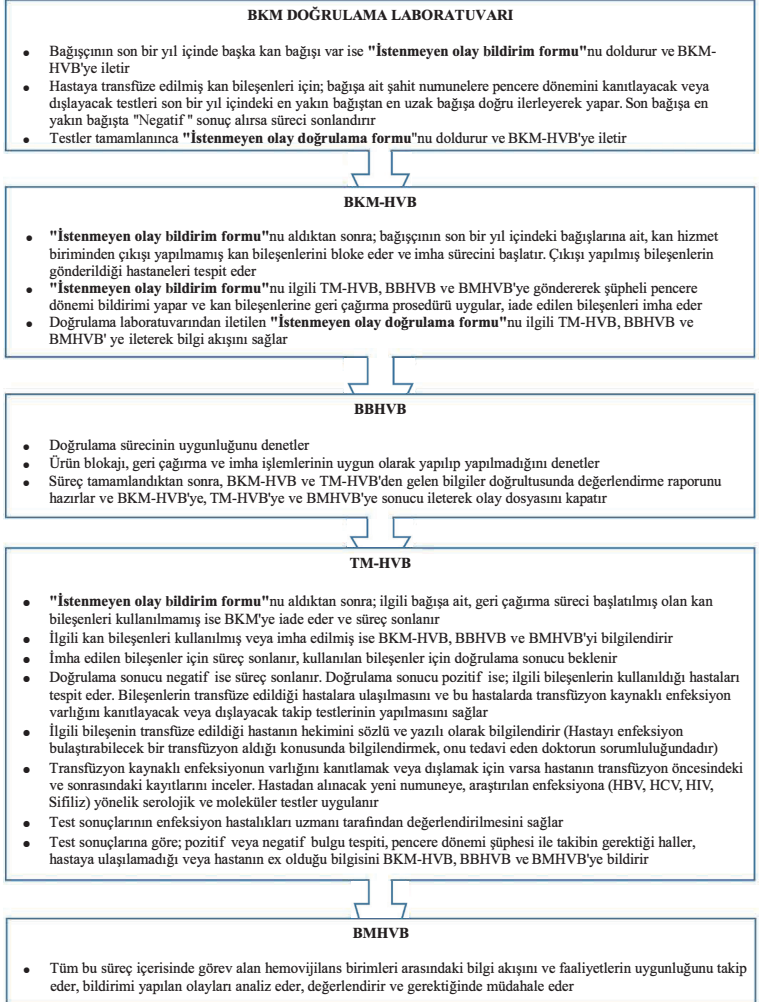 BKM DOĞRULAMA LABORATUVARI
● Bağışçının son bir yıl içinde başka kan bağışı var ise "İstenmeyen olay bildirim formu"nu doldurur ve BKM-
HVB'ye iletir
● Hastaya transfüze edilmiş kan bileşenleri için; bağışa ait şahit numunelere pencere dönemini kanıtlayacak veya
dışlayacak testleri son bir yıl içindeki en yakın bağıştan en uzak bağışa doğru ilerleyerek yapar. Son bağışa en
yakın bağışta "Negatif " sonuç alırsa süreci sonlandırır
● Testler tamamlanınca "İstenmeyen olay doğrulama formu"nu doldurur ve BKM-HVB'ye iletir
BKM-HVB
● "İstenmeyen olay bildirim formu"nu aldıktan sonra; bağışçının son bir yıl içindeki bağışlarına ait, kan hizmet
biriminden çıkışı yapılmamış kan bileşenlerini bloke eder ve imha sürecini başlatır. Çıkışı yapılmış bileşenlerin
gönderildiği hastaneleri tespit eder
● "İstenmeyen olay bildirim formu"nu ilgili TM-HVB, BBHVB ve BMHVB'ye göndererek şüpheli pencere
dönemi bildirimi yapar ve kan bileşenlerine geri çağırma prosedürü uygular, iade edilen bileşenleri imha eder
● Doğrulama laboratuvarından iletilen "İstenmeyen olay doğrulama formu"nu ilgili TM-HVB, BBHVB ve
BMHVB' ye ileterek bilgi akışını sağlar
BBHVB
● Doğrulama sürecinin uygunluğunu denetler
● Ürün blokajı, geri çağırma ve imha işlemlerinin uygun olarak yapılıp yapılmadığını denetler
● Süreç tamamlandıktan sonra, BKM-HVB ve TM-HVB'den gelen bilgiler doğrultusunda değerlendirme raporunu
hazırlar ve BKM-HVB'ye, TM-HVB'ye ve BMHVB'ye sonucu ileterek olay dosyasını kapatır
TM-HVB
● "İstenmeyen olay bildirim formu"nu aldıktan sonra; ilgili bağışa ait, geri çağırma süreci başlatılmış olan kan
bileşenleri kullanılmamış ise BKM'ye iade eder ve süreç sonlanır
● İlgili kan bileşenleri kullanılmış veya imha edilmiş ise BKM-HVB, BBHVB ve BMHVB'yi bilgilendirir
● İmha edilen bileşenler için süreç sonlanır, kullanılan bileşenler için doğrulama sonucu beklenir
● Doğrulama sonucu negatif ise süreç sonlanır. Doğrulama sonucu pozitif ise; ilgili bileşenlerin kullanıldığı hastaları
tespit eder. Bileşenlerin transfüze edildiği hastalara ulaşılmasını ve bu hastalarda transfüzyon kaynaklı enfeksiyon
varlığını kanıtlayacak veya dışlayacak takip testlerinin yapılmasını sağlar
● İlgili bileşenin transfüze edildiği hastanın hekimini sözlü ve yazılı olarak bilgilendirir (Hastayı enfeksiyon
bulaştırabilecek bir transfüzyon aldığı konusunda bilgilendirmek, onu tedavi eden doktorun sorumluluğundadır)
● Transfüzyon kaynaklı enfeksiyonun varlığını kanıtlamak veya dışlamak için varsa hastanın transfüzyon öncesindeki
ve sonrasındaki kayıtlarını inceler. Hastadan alınacak yeni numuneye, araştırılan enfeksiyona (HBV, HCV, HIV,
Sifiliz) yönelik serolojik ve moleküler testler uygulanır
● Test sonuçlarının enfeksiyon hastalıkları uzmanı tarafından değerlendirilmesini sağlar
● Test sonuçlarına göre; pozitif veya negatif bulgu tespiti, pencere dönemi şüphesi ile takibin gerektiği haller,
hastaya ulaşılamadığı veya hastanın ex olduğu bilgisini BKM-HVB, BBHVB ve BMHVB'ye bildirir
BMHVB
● Tüm bu süreç içerisinde görev alan hemovijilans birimleri arasındaki bilgi akışını ve faaliyetlerin uygunluğunu takip
eder, bildirimi yapılan olayları analiz eder, değerlendirir ve gerektiğinde müdahale eder